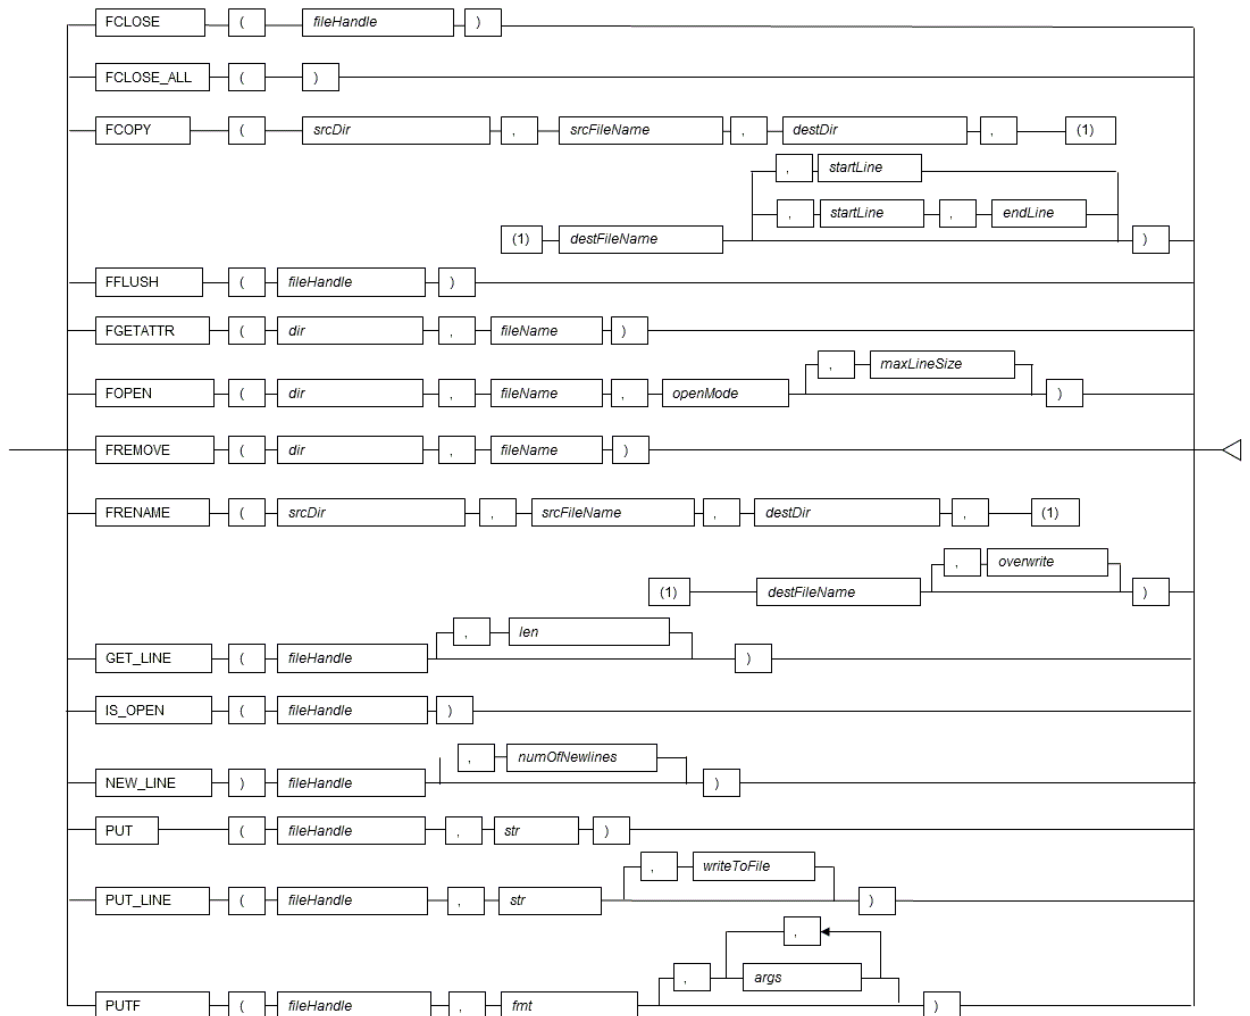 FCLOSE ( fileHandle )
FCLOSE_ALL ( )
FCOPY ( srcDir , srcFileName , destDir , (1)
, startLine
, startLine , endLine
(1) destFileName )
FFLUSH ( fileHandle )
FGETATTR ( dir , fileName )
, maxLineSize
FOPEN ( dir , fileName , openMode )
FREMOVE ( dir , fileName )
FRENAME ( srcDir , srcFileName , destDir , (1)
, overwrite
(1) destFileName )
, len
GET_LINE ( fileHandle )
IS_OPEN ( fileHandle )
, numOfNewlines
NEW_LINE ) fileHandle )
PUT ( fileHandle , str )
, writeToFile
PUT_LINE ( fileHandle , str )
,
, args
PUTF ( fileHandle , fmt )